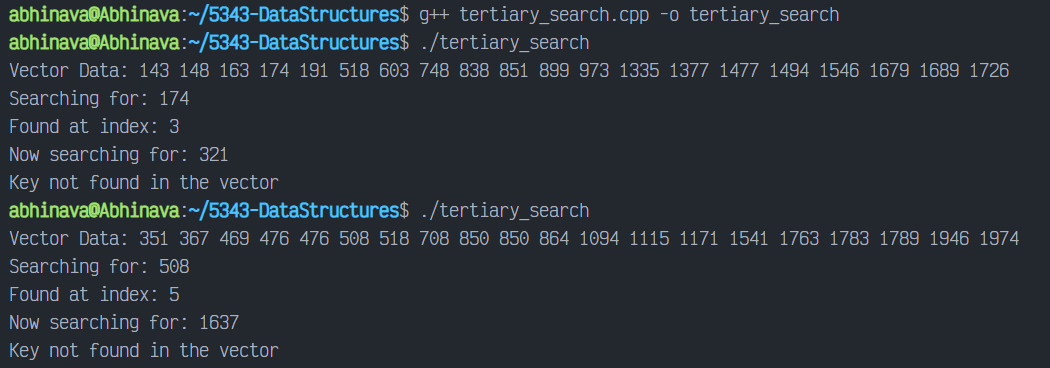 abhinava@Abhinava:~/5343-DataStructures$ g++ tertiary_search.cpp -o tertiary_search
abhinava@Abhinava:~/5343-DataStructures$ ./tertiary_search
Vector Data: 143 148 163 174 191 518 603 748 838 851 899 973 1335 1377 1477 1494 1546 1679 1689 1726
Searching for: 174
Found at index: 3
Now searching for: 321
Key not found in the vector
abhinava@Abhinava:~/5343-DataStructures$ ./tertiary_search
Vector Data: 351 367 469 476 476 508 518 708 850 850 864 1094 1115 1171 1541 1763 1783 1789 1946 1974
Searching for: 508
Found at index: 5
Now searching for: 1637
Key not found in the vector